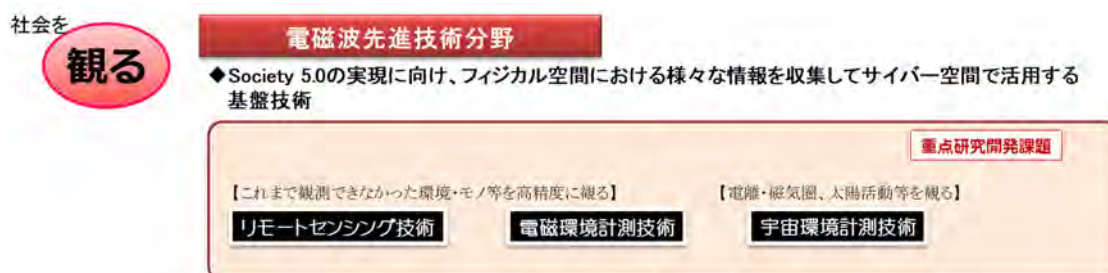 社会を
観る
電磁波先進技術分野
◆Society 5.0の実現に向け、フィジカル空間における様々な情報を収集してサイバー空間で活用する
基盤技術
重点研究開発課題
【これまで観測できなかった環境・モノ等を高精度に観る】
【電離・磁気圏、太陽活動等を観る】
リモートセンシング技術
電磁環境計測技術
宇宙環境計測技術